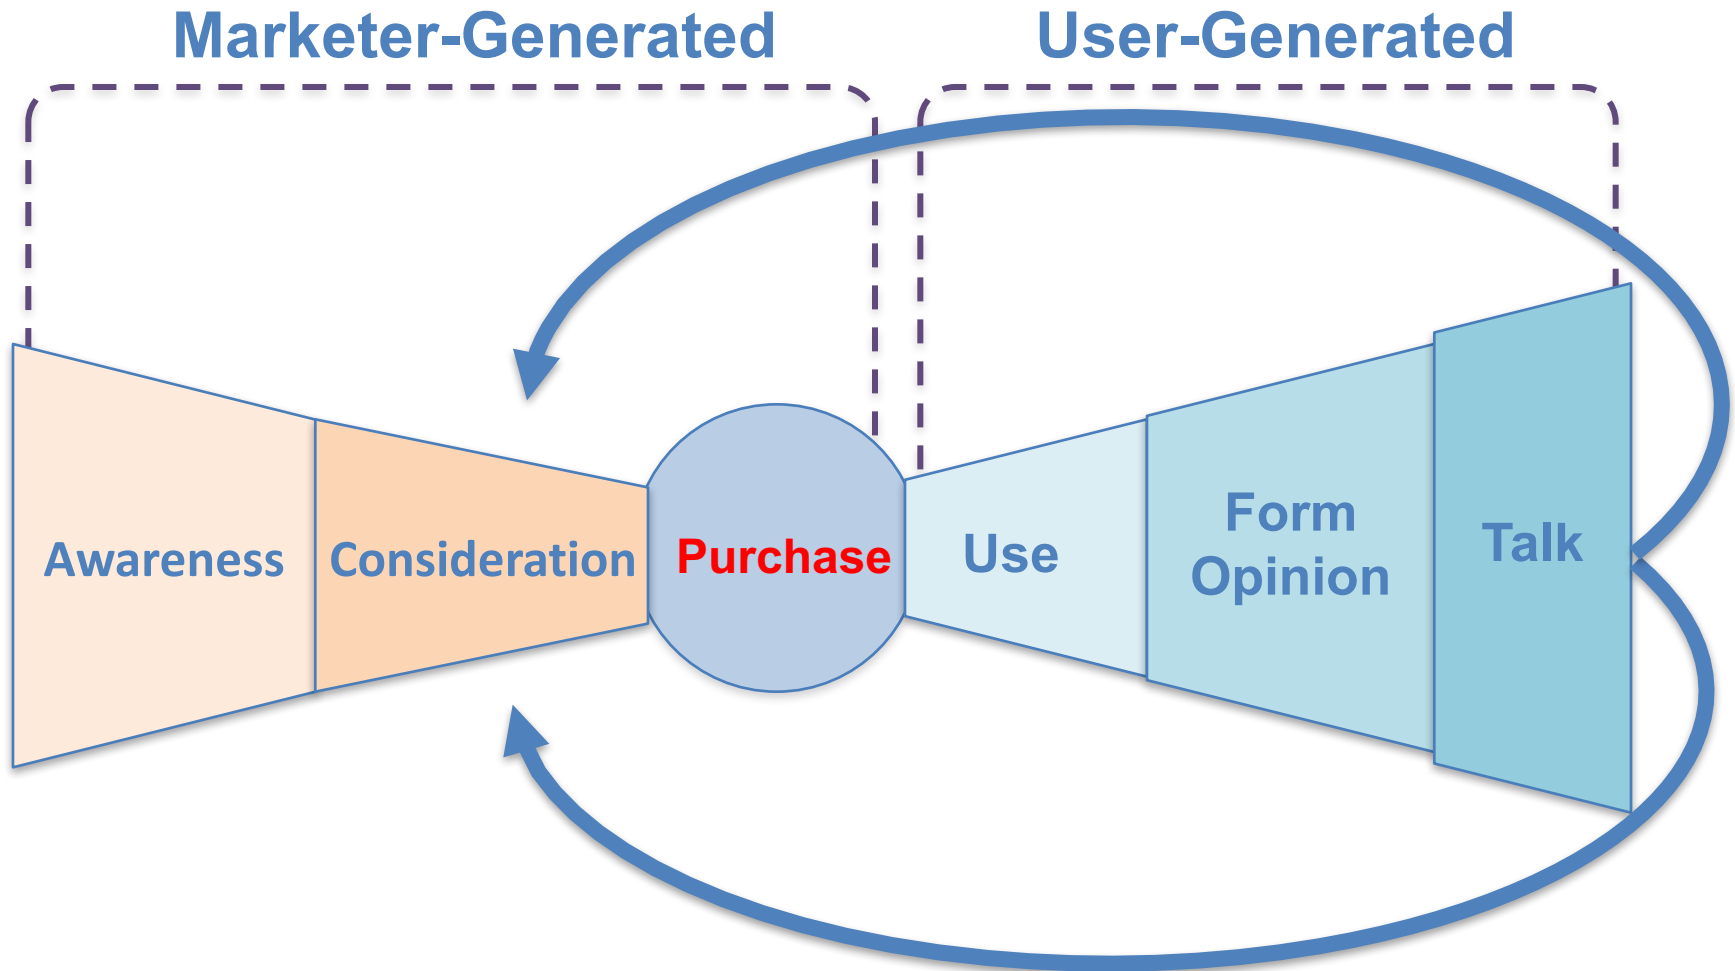 Marketer-Generated
User-Generated
Awareness
Consideration
Purchase
Use
Form
Opinion
Talk